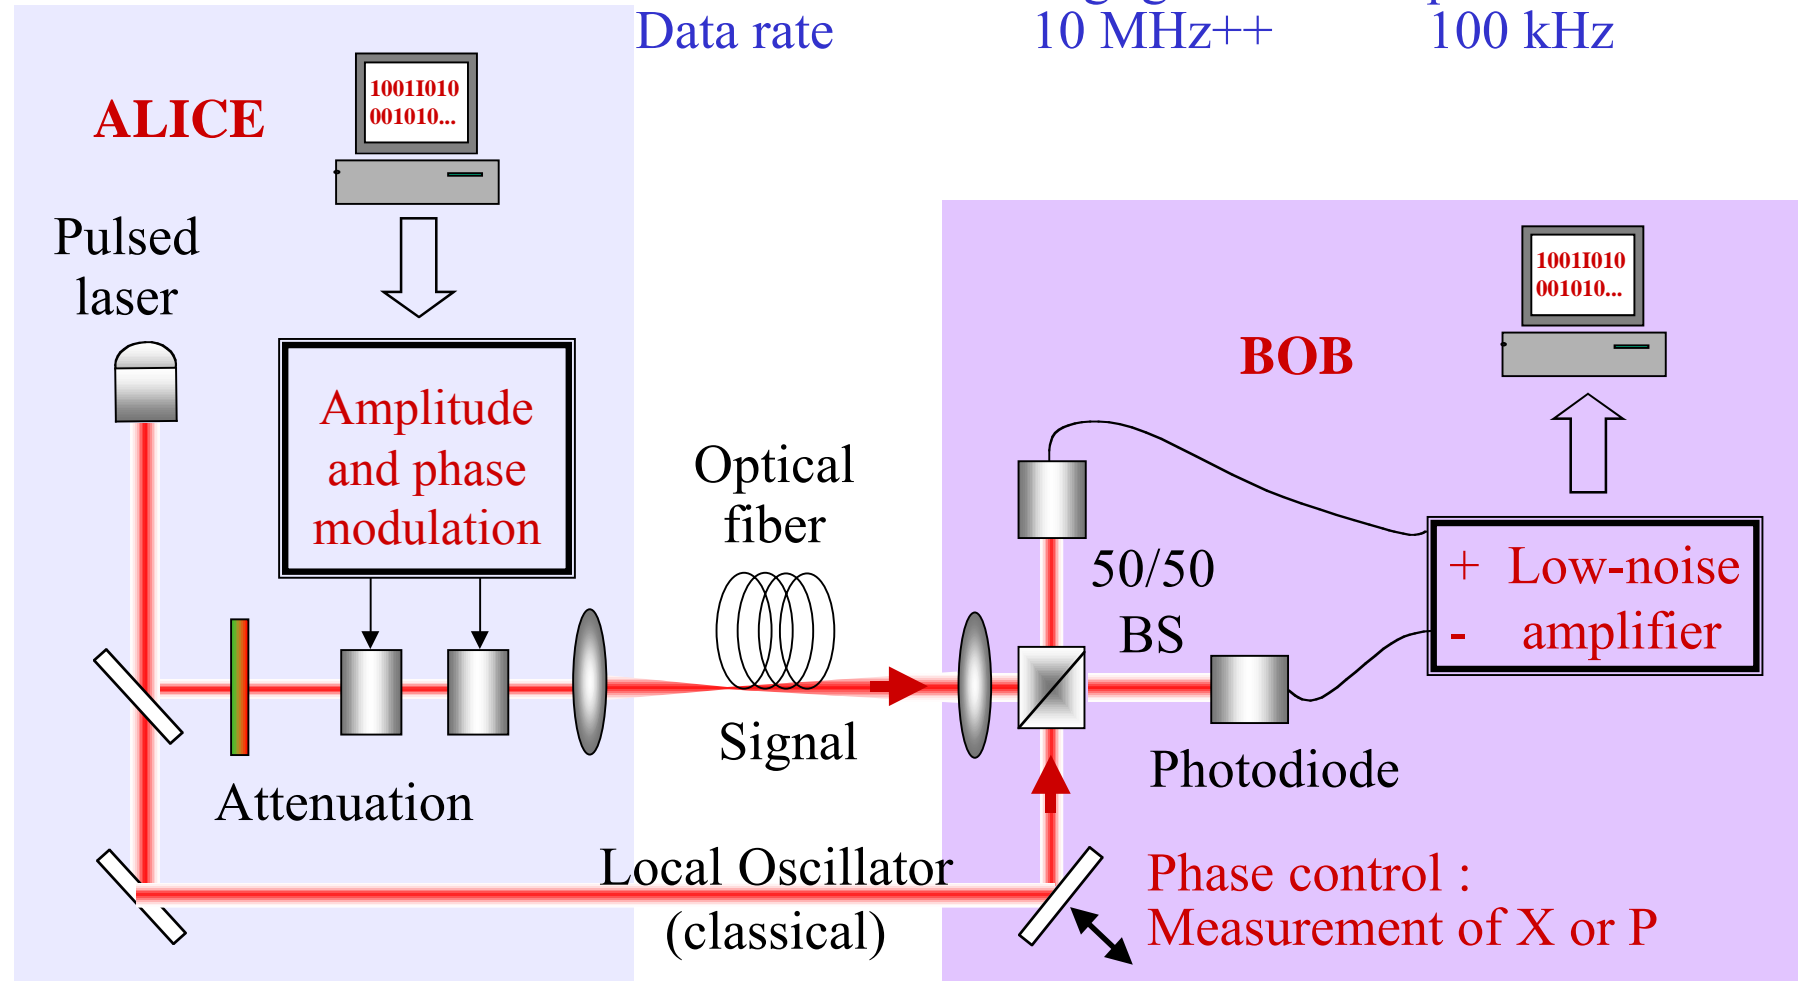 Data rate 10 MHz++ 100 kHz
ALICE
1001I010
001010...
Pulsed
laser
Amplitude
and phase
modulation
Attenuation
Optical
fiber
Signal
Local Oscillator
(classical)
BOB
1001I010
001010...
50/50
BS
+ Low-noise
- amplifier
Photodiode
Phase control :
Measurement of X or P